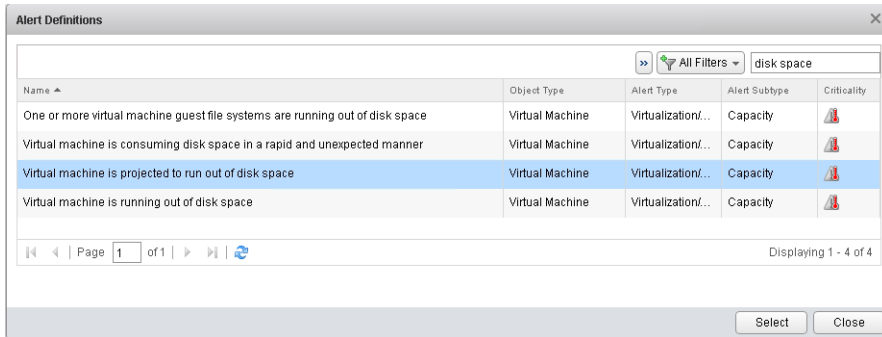 Alert Definitions
» All Filters disk space
Name Object Type Alert Type Alert Subtype Criticality
One or more virtual machine guest file systems are running out of disk space Virtual Machine Virtualization/... Capacity
Virtual machine is consuming disk space in a rapid and unexpected manner Virtual Machine Virtualization/... Capacity
Virtual machine is projected to run out of disk space Virtual Machine Virtualization/... Capacity
Virtual machine is running out of disk space Virtual Machine Virtualization/... Capacity
Page 1 of 1 Displaying 1 - 4 of 4
Select Close